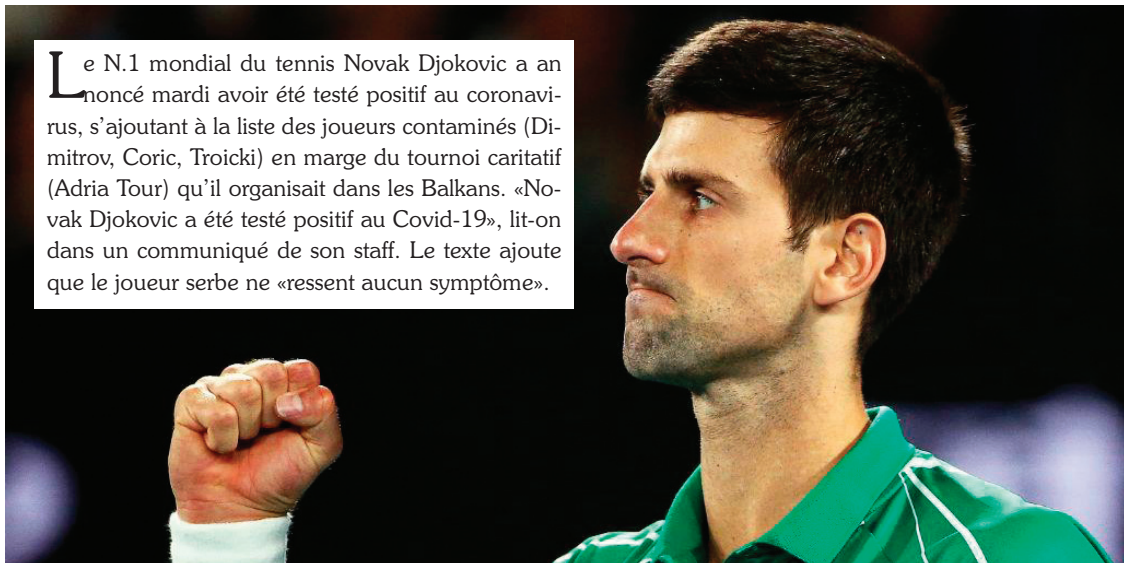 Le N.1 mondial du tennis Novak Djokovic a an
noncé mardi avoir été testé positif au coronavi-
rus, s’ajoutant à la liste des joueurs contaminés (Di-
mitrov, Coric, Troicki) en marge du tournoi caritatif
(Adria Tour) qu’il organisait dans les Balkans. «No-
vak Djokovic a été testé positif au Covid-19», lit-on
dans un communiqué de son staff. Le texte ajoute
que le joueur serbe ne «ressent aucun symptôme».